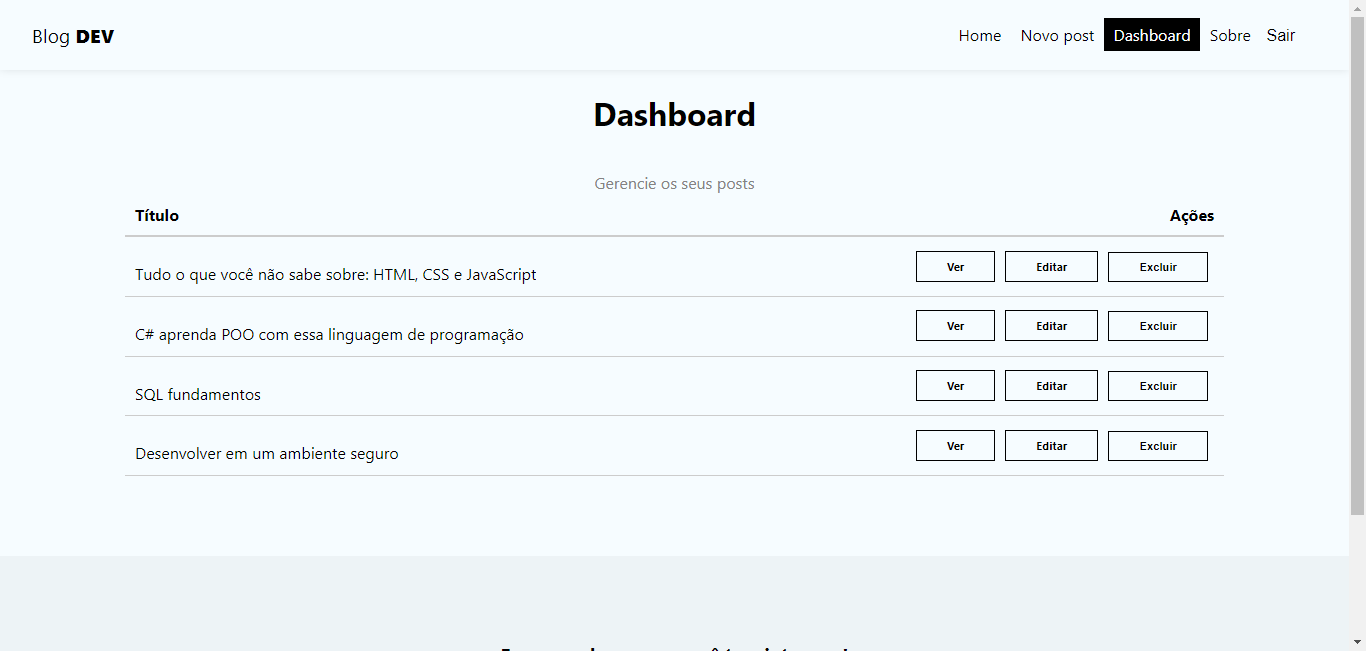 Blog DEV
Home Novo post Dashboard Sobre Sair
Dashboard
Gerencie os seus posts
Título Ações
Tudo o que você não sabe sobre: HTML, CSS e JavaScript Ver Editar Excluir
C# aprenda POO com essa linguagem de programação Ver Editar Excluir
SQL fundamentos Ver Editar Excluir
Desenvolver em um ambiente seguro Ver Editar Excluir